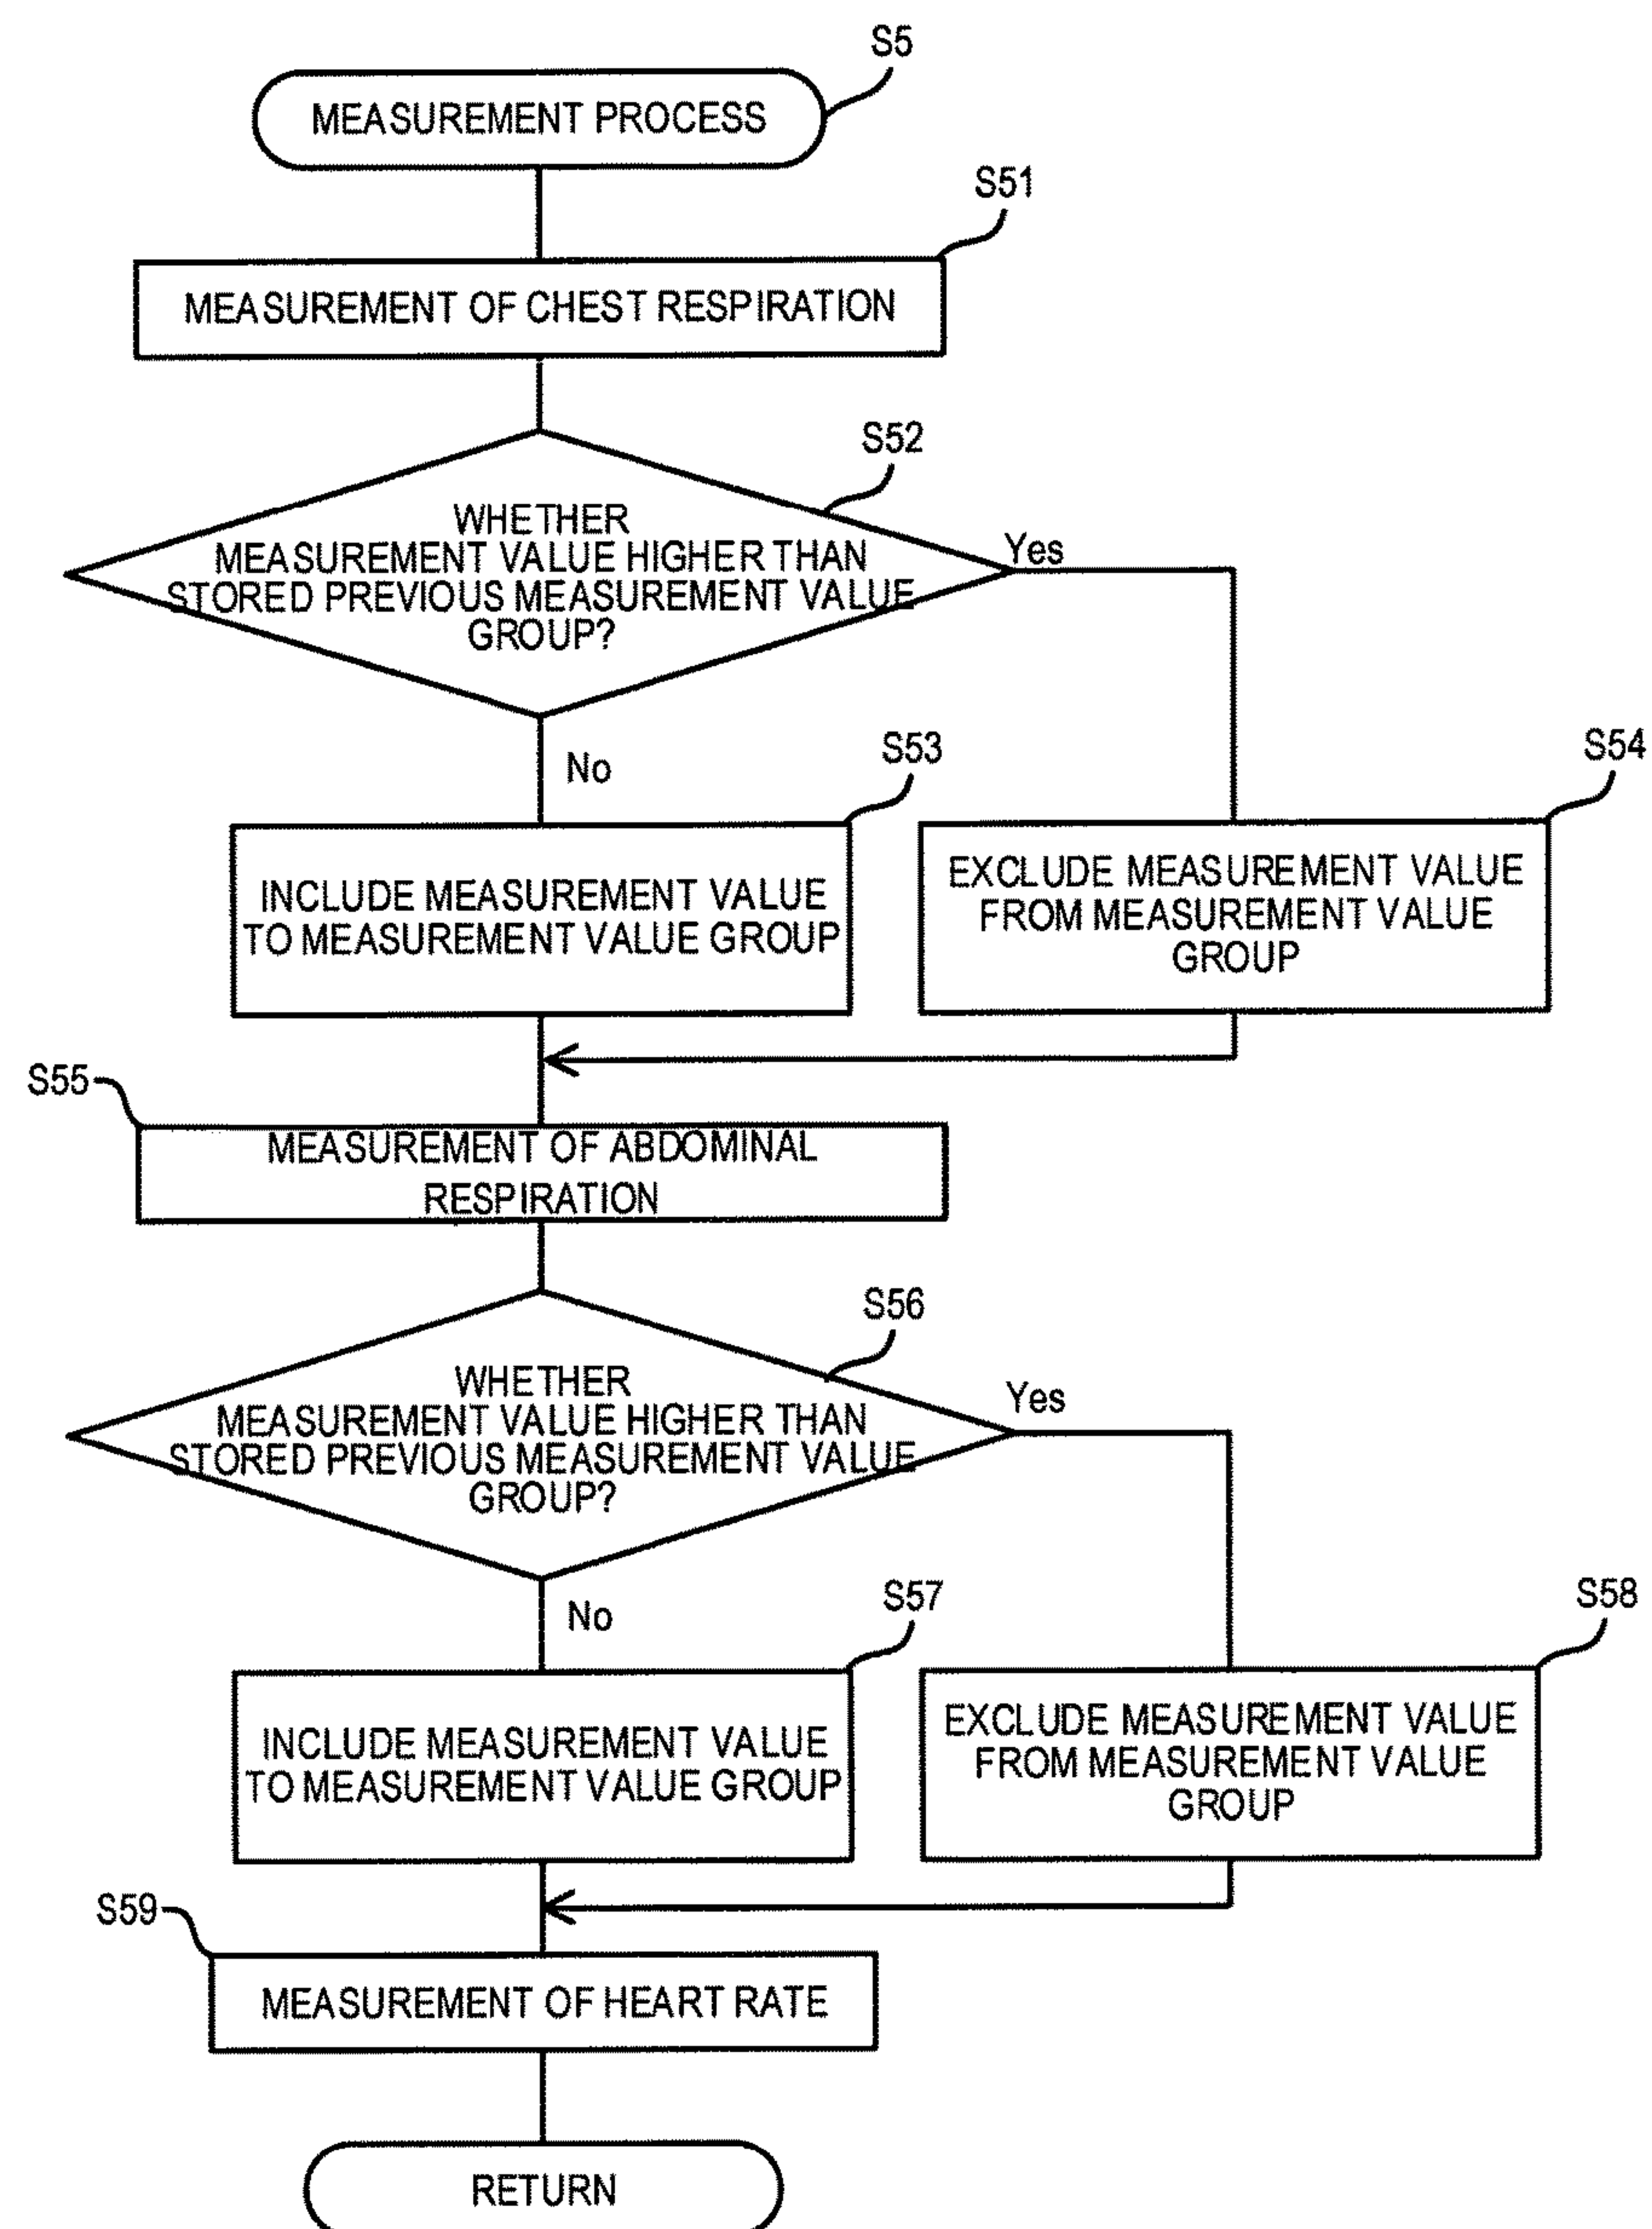 S5
MEASUREMENT PROCESS
S51
MEASUREMENT OF CHEST RESPIRATION
S52
WHETHER
MEASUREMENT VALUE HIGHER THAN
STORED PREVIOUS MEASUREMENT VALUE
GROUP?
Yes
No
S53
INCLUDE MEASUREMENT VALUE
TO MEASUREMENT VALUE GROUP
S54
EXCLUDE MEASUREMENT VALUE
FROM MEASUREMENT VALUE
GROUP
S55
MEASUREMENT OF ABDOMINAL
RESPIRATION
S56
WHETHER
MEASUREMENT VALUE HIGHER THAN
STORED PREVIOUS MEASUREMENT VALUE
GROUP?
Yes
No
S57
INCLUDE MEASUREMENT VALUE
TO MEASUREMENT VALUE GROUP
S58
EXCLUDE MEASUREMENT VALUE
FROM MEASUREMENT VALUE
GROUP
S59
MEASUREMENT OF HEART RATE
RETURN